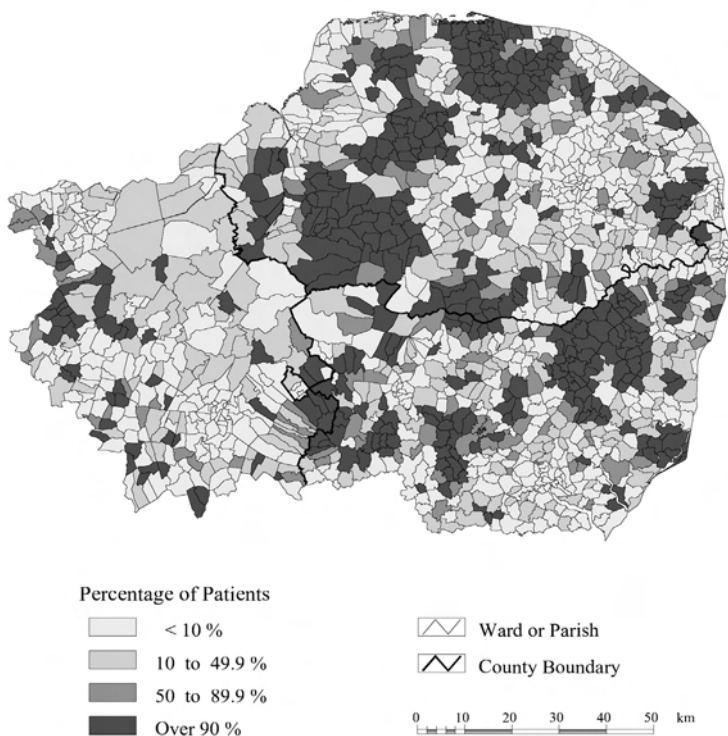 Percentage of Patients
< 10 %
10 to 49.9 %
50 to 89.9 %
Over 90 %
Ward or Parish
County Boundary
0 10 20 30 40 50 km